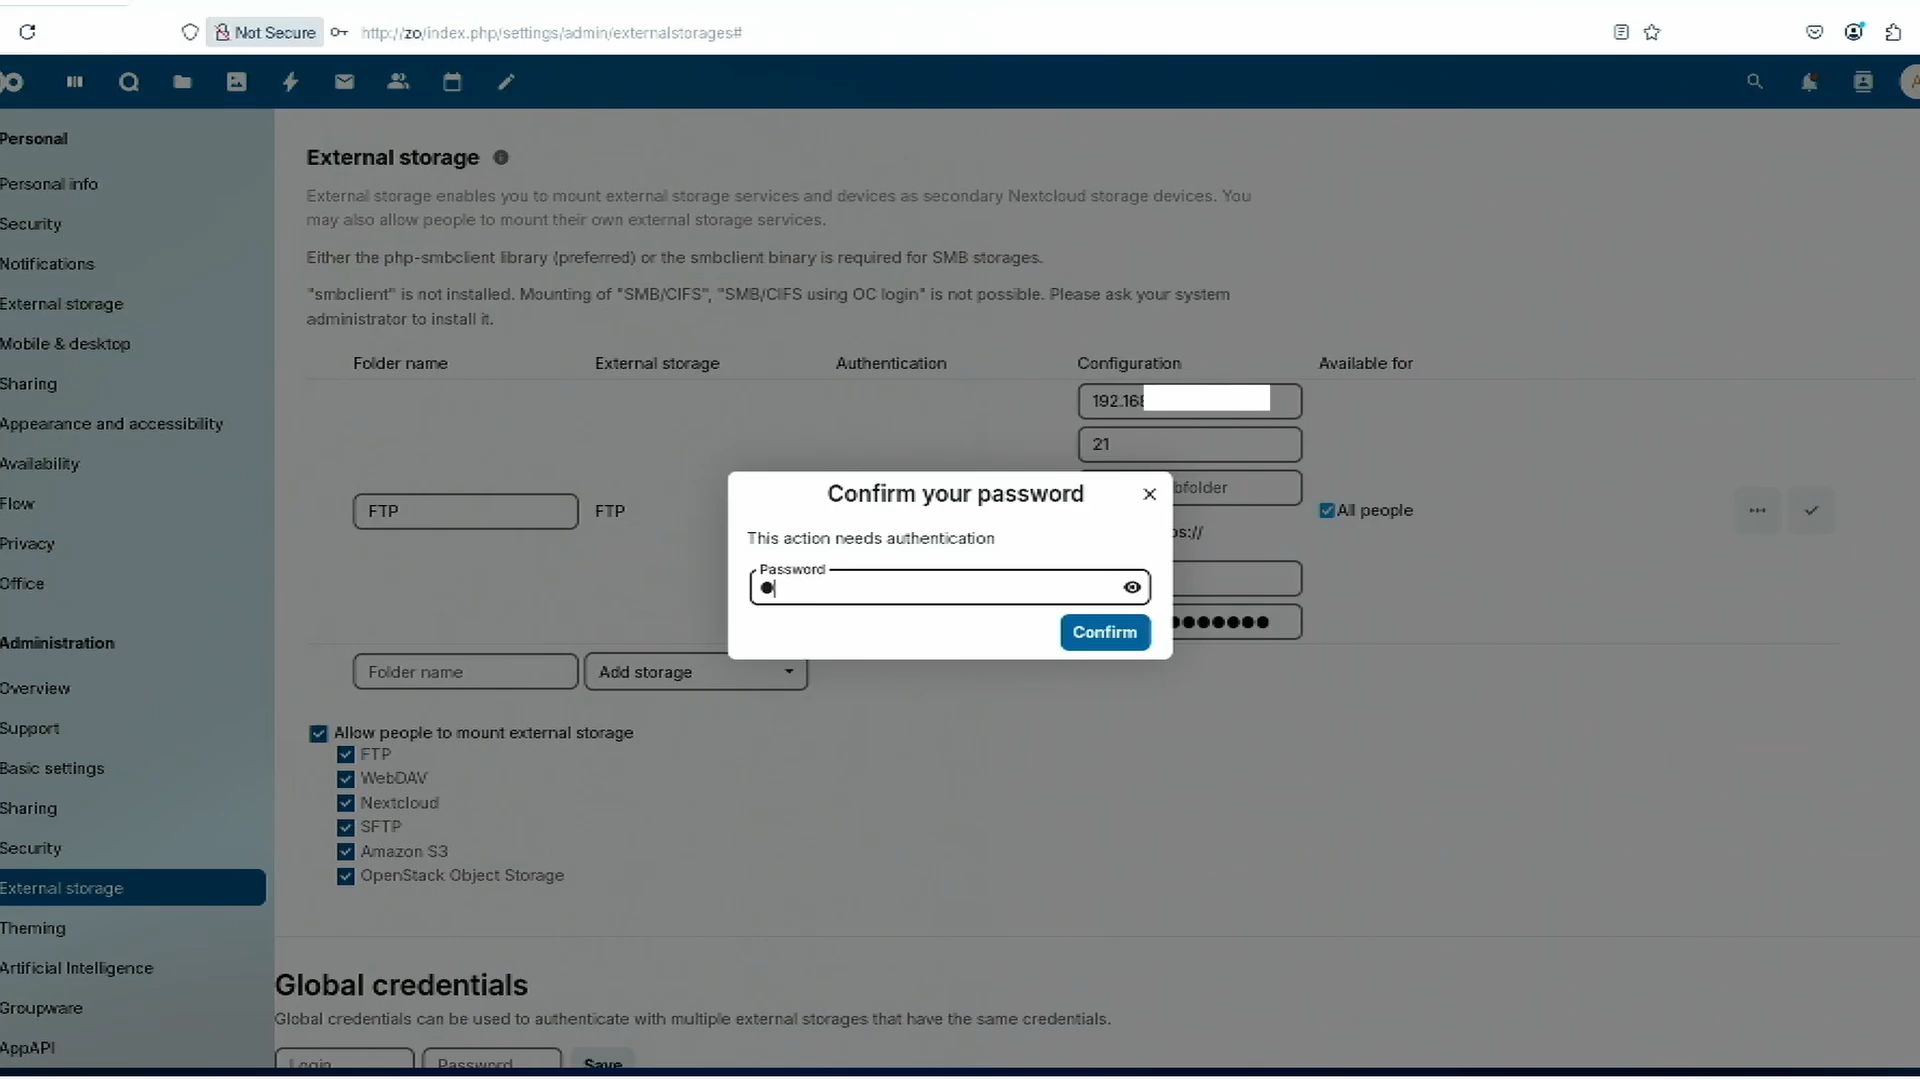 Not Secure
http://zo/index.php/settings/admin/externalstorages#
Personal
Personal info
Security
Notifications
External storage
Mobile & desktop
Sharing
Appearance and accessibility
Availability
Flow
Privacy
Office
Administration
Overview
Support
Basic settings
Sharing
Security
External storage
Theming
Artificial Intelligence
Groupware
AppAPI
External storage
External storage enables you to mount external storage services and devices as secondary Nextcloud storage devices. You
may also allow people to mount their own external storage services.
Either the php-smbclient library (preferred) or the smbclient binary is required for SMB storages.
"smbclient" is not installed. Mounting of "SMB/CIFS", "SMB/CIFS using OC login" is not possible. Please ask your system
administrator to install it.
Folder name External storage Authentication Configuration Available for
192.168
21
bfolder
FTP FTP All people
ps://
Confirm your password
This action needs authentication
Password
Confirm
Folder name Add storage
Allow people to mount external storage
FTP
WebDAV
Nextcloud
SFTP
Amazon S3
OpenStack Object Storage
Global credentials
Global credentials can be used to authenticate with multiple external storages that have the same credentials.
Login Password Save